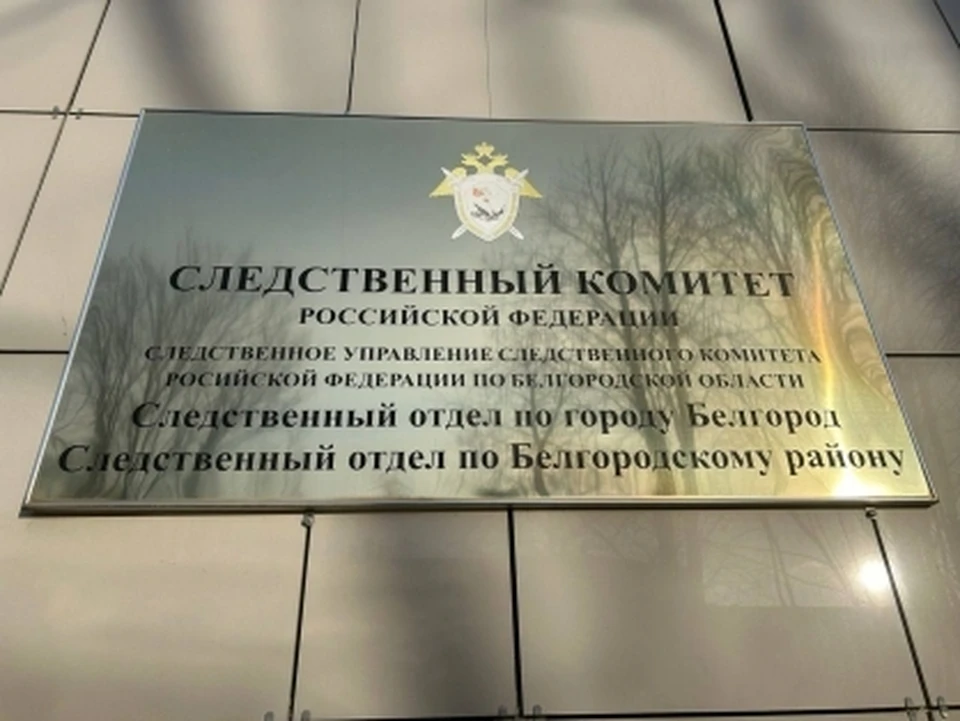 СЛЕДСТВЕННЫЙ КОМИТЕТ
РОССИЙСКОЙ ФЕДЕРАЦИИ
СЛЕДСТВЕННОЕ УПРАВЛЕНИЕ СЛЕДСТВЕННОГО КОМИТЕТА
РОСИЙСКОЙ ФЕДЕРАЦИИ ПО БЕЛГОРОДСКОЙ ОБЛАСТИ
Следственный отдел по городу Белгород
Следственный отдел по Белгородскому району